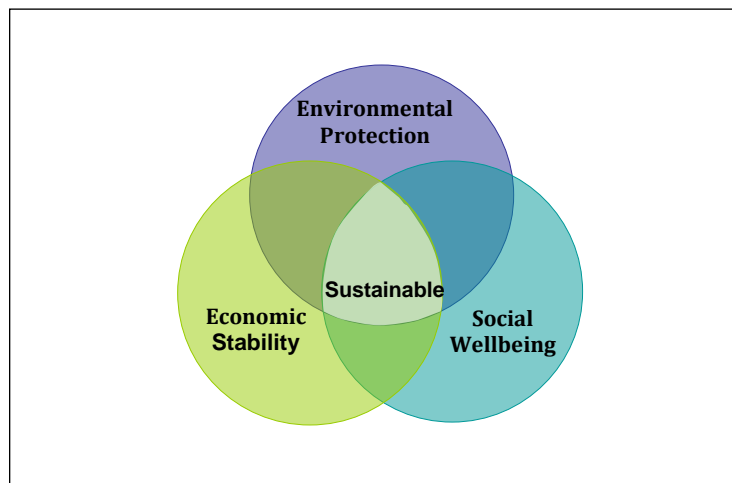 Environmental
Protection
Sustainable
Economic
Stability
Social
Wellbeing